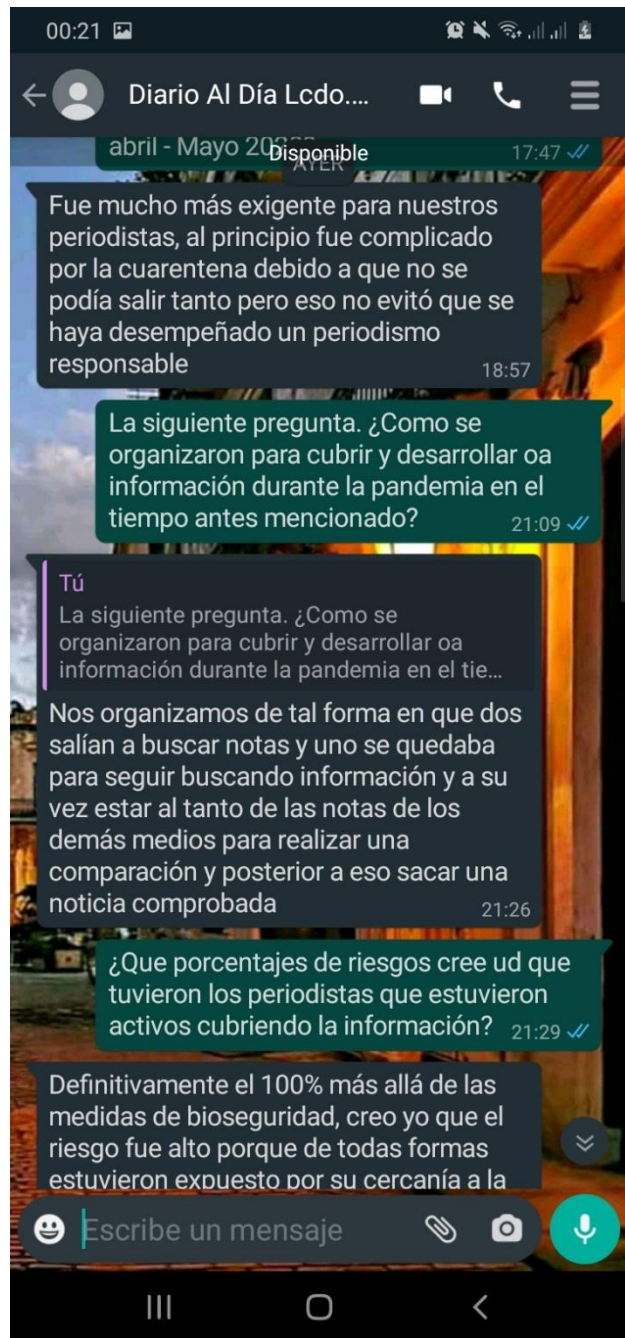 00:21
Diario Al Día Lcdo....
abril - Mayo
Disponible
AYER
17:47
Fue mucho más exigente para nuestros
periodistas, al principio fue complicado
por la cuarentena debido a que no se
podía salir tanto pero eso no evitó que se
haya desempeñado un periodismo
responsable
18:57
La siguiente pregunta. ¿Como se
organizaron para cubrir y desarrollar oa
información durante la pandemia en el
tiempo antes mencionado?
21:09
Tú
La siguiente pregunta. ¿Como se
organizaron para cubrir y desarrollar oa
información durante la pandemia en el tie...
Nos organizamos de tal forma en que dos
salían a buscar notas y uno se quedaba
para seguir buscando información y a su
vez estar al tanto de las notas de los
demás medios para realizar una
comparación y posterior a eso sacar una
noticia comprobada
21:26
¿Que porcentajes de riesgos cree ud que
tuvieron los periodistas que estuvieron
activos cubriendo la información?
21:29
Definitivamente el 100% más allá de las
medidas de bioseguridad, creo yo que el
riesgo fue alto porque de todas formas
estuvieron expuesto por su cercanía a la
Escribe un mensaje